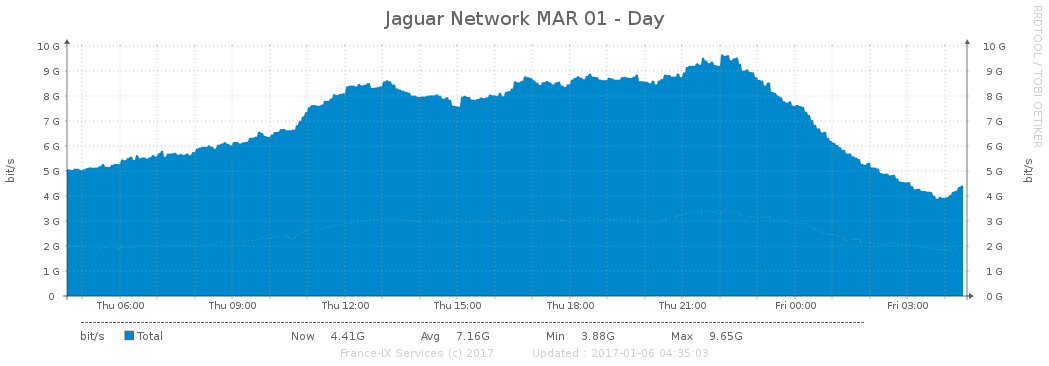 Jaguar Network MAR 01 - Day
RRDTOOL / TOBI OETIKER
bit/s
10 G
9 G
8 G
7 G
6 G
5 G
4 G
3 G
2 G
1 G
0
10 G
9 G
8 G
7 G
6 G
5 G
4 G
3 G
2 G
1 G
0 G
bit/s
Thu 06:00 Thu 09:00 Thu 12:00 Thu 15:00 Thu 18:00 Thu 21:00 Fri 00:00 Fri 03:00
bit/s Total Now 4.41G Avg 7.16G Min 3.88G Max 9.65G
France-IX Services (c) 2017 Updated : 2017-01-06 04:35:03